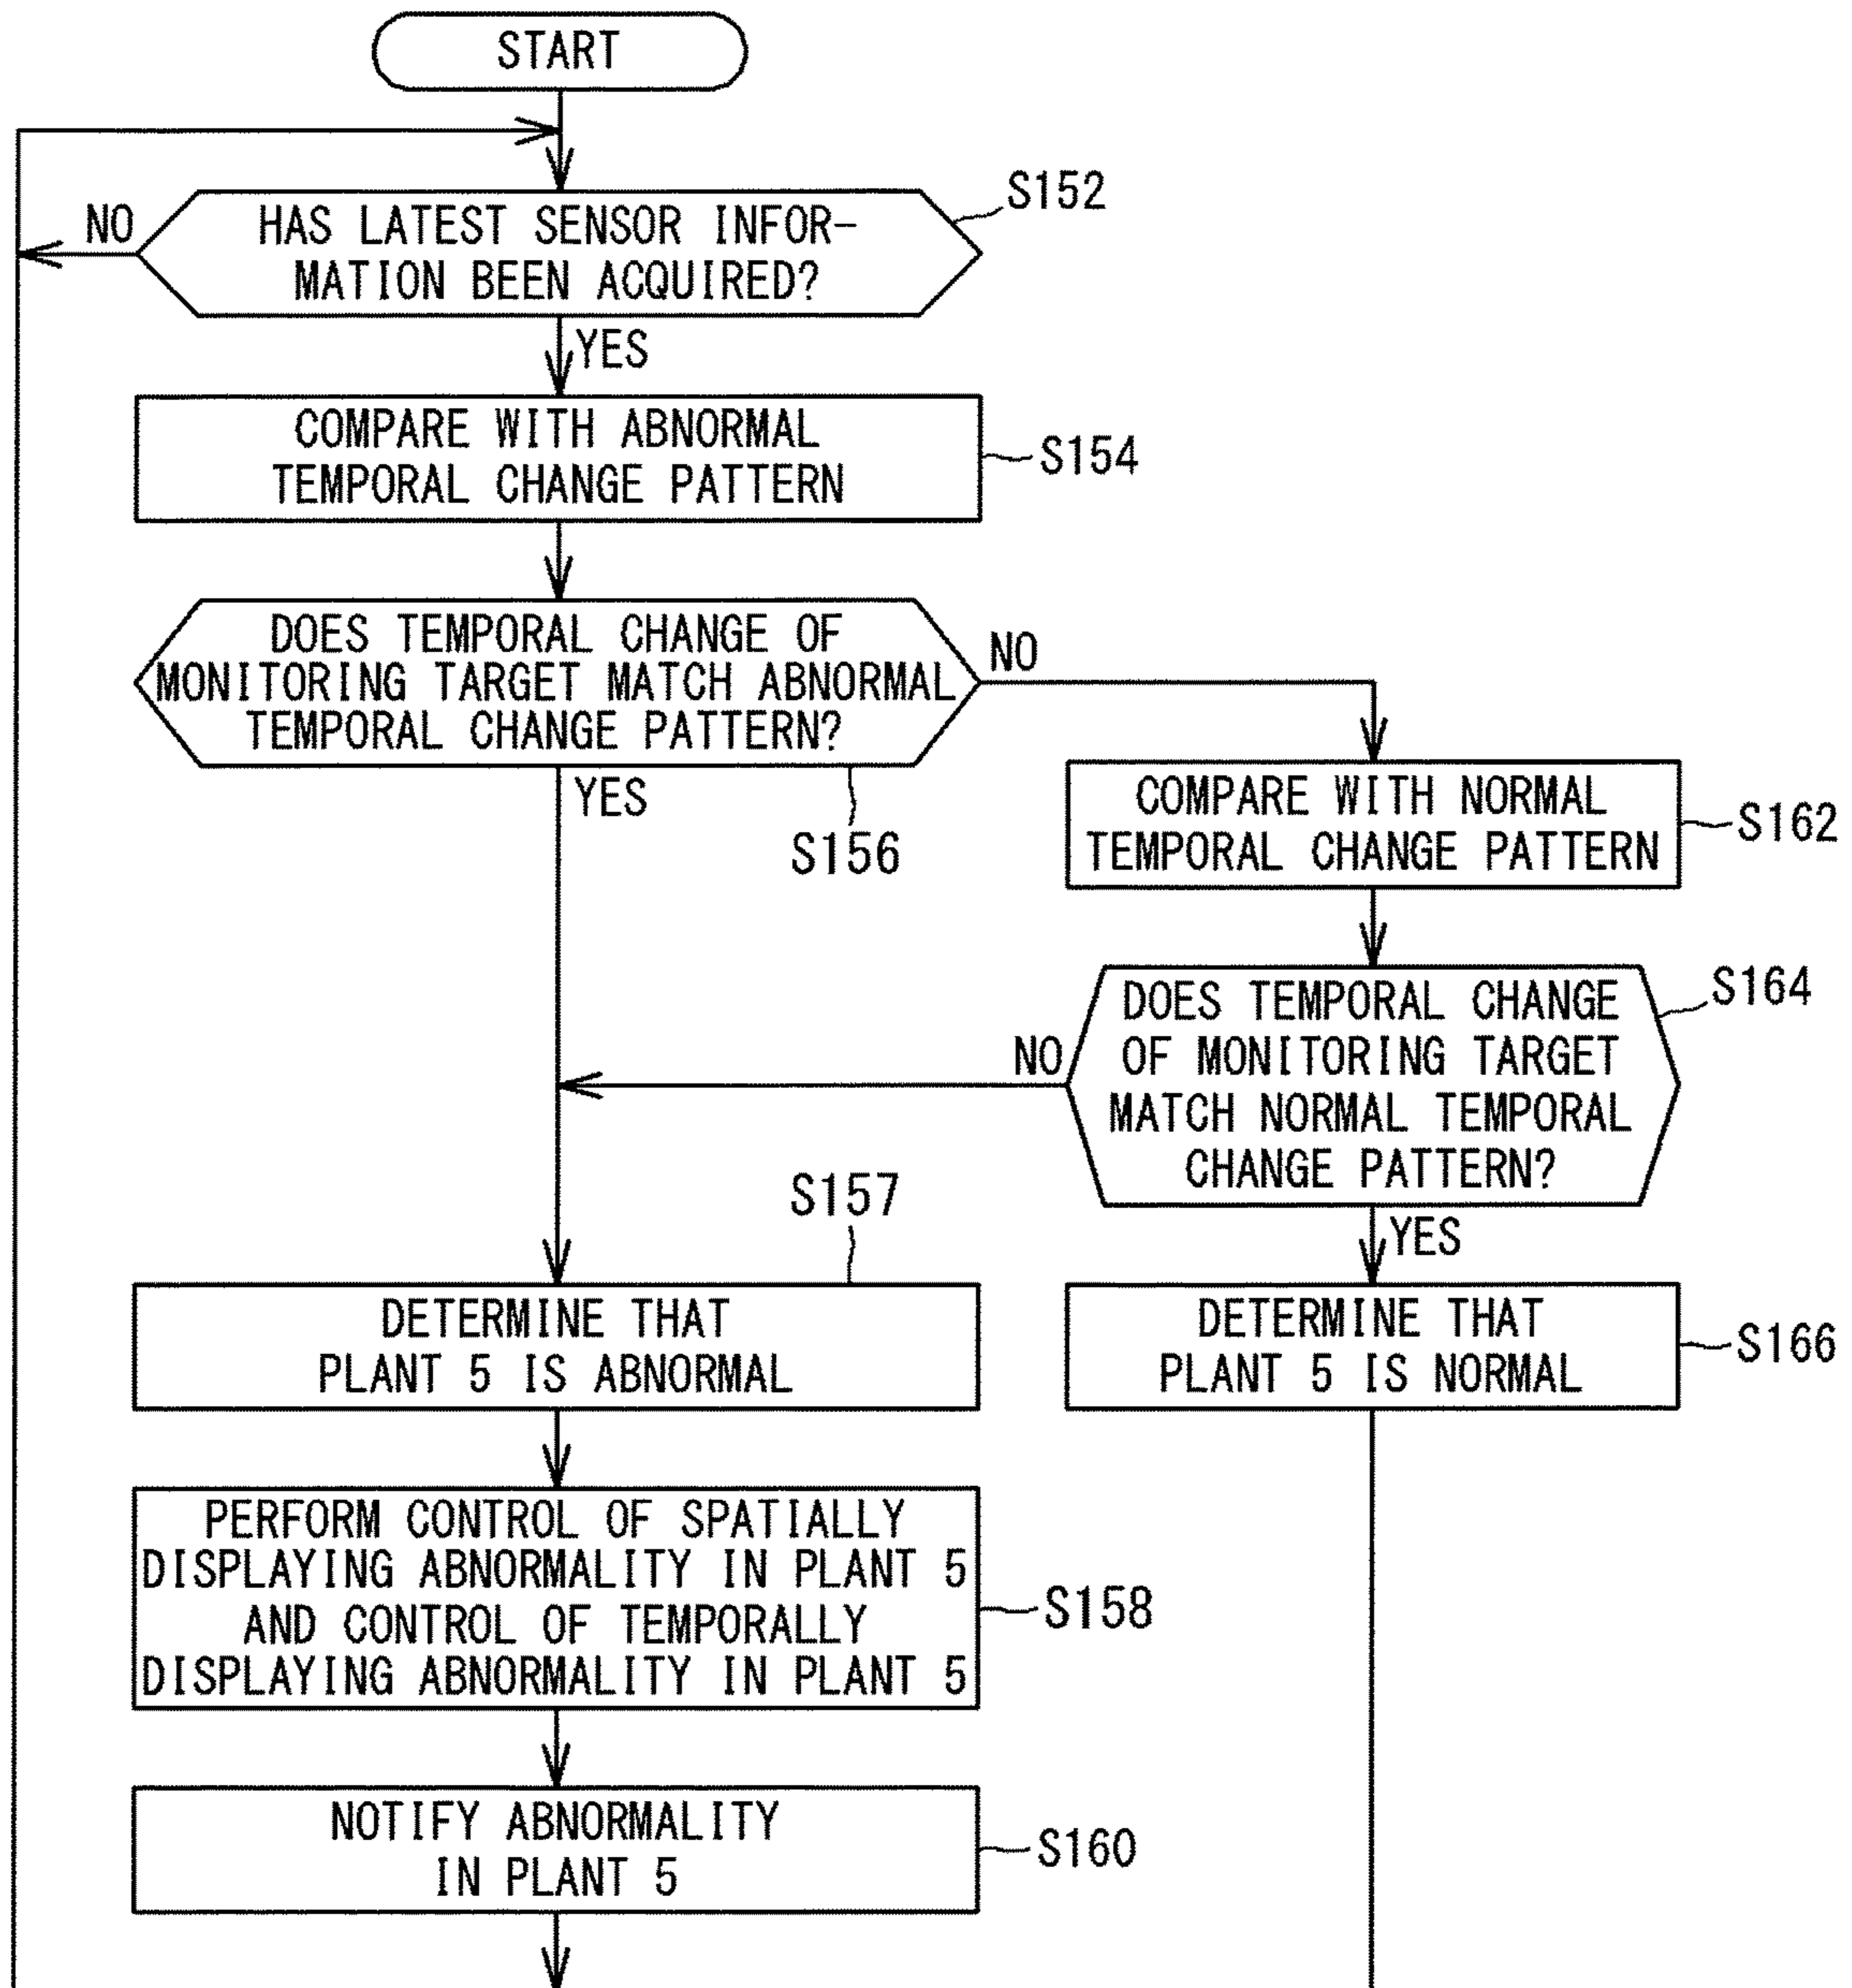 START
S152
NO
HAS LATEST SENSOR INFOR-
MATION BEEN ACQUIRED?
YES
COMPARE WITH ABNORMAL
TEMPORAL CHANGE PATTERN
S154
DOES TEMPORAL CHANGE OF
MONITORING TARGET MATCH ABNORMAL
TEMPORAL CHANGE PATTERN?
NO
YES
S156
COMPARE WITH NORMAL
TEMPORAL CHANGE PATTERN
S162
DOES TEMPORAL CHANGE
OF MONITORING TARGET
MATCH NORMAL TEMPORAL
CHANGE PATTERN?
S164
NO
YES
S157
DETERMINE THAT
PLANT 5 IS ABNORMAL
DETERMINE THAT
PLANT 5 IS NORMAL
S166
PERFORM CONTROL OF SPATIALLY
DISPLAYING ABNORMALITY IN PLANT 5
AND CONTROL OF TEMPORALLY
DISPLAYING ABNORMALITY IN PLANT 5
S158
NOTIFY ABNORMALITY
IN PLANT 5
S160